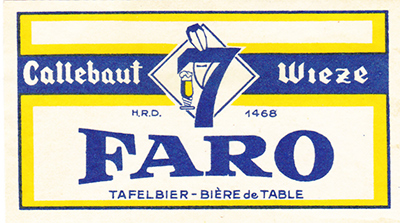 Callebaut 7 Wieze
H.R.D. 1468
FARO
TAFELBIER - BIÈRE de TABLE